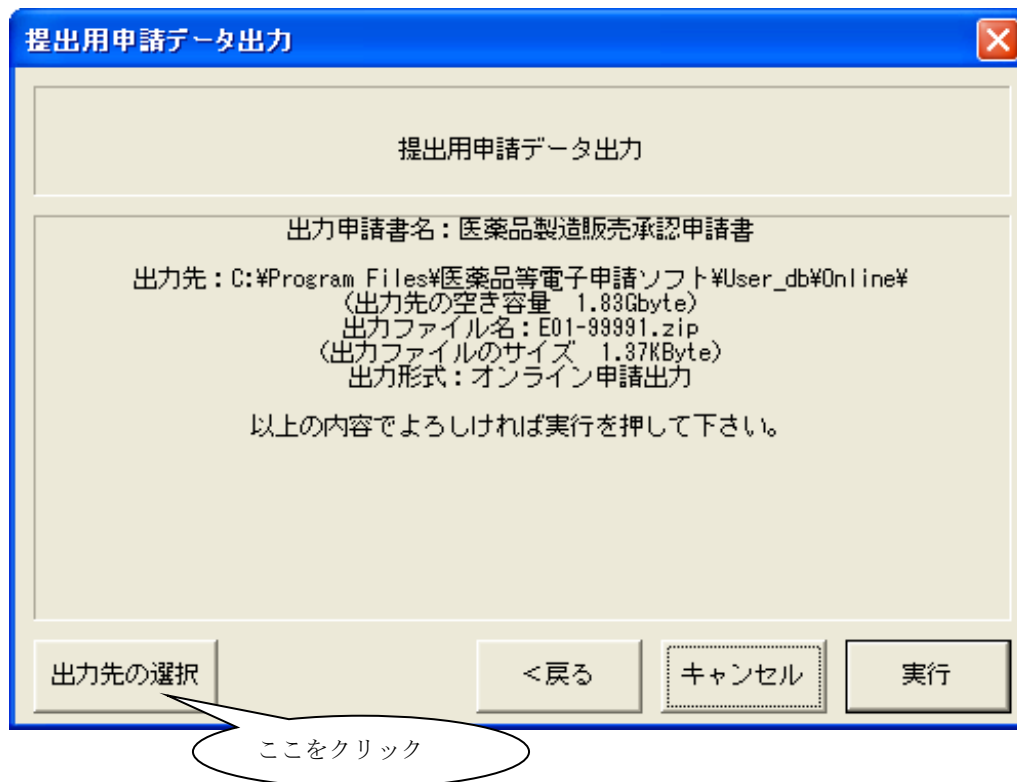 提出用申請データ出力
提出用申請データ出力
出力申請書名：医薬品製造販売承認申請書
出力先：C:¥Program Files¥医薬品等電子申請ソフト¥User_db¥Online¥
（出力先の空き容量　1.83Gbyte）
出力ファイル名：E01-99991.zip
（出力ファイルのサイズ　1.37KByte）
出力形式：オンライン申請出力
以上の内容でよろしければ実行を押して下さい。
出力先の選択
<戻る
キャンセル
実行
ここをクリック